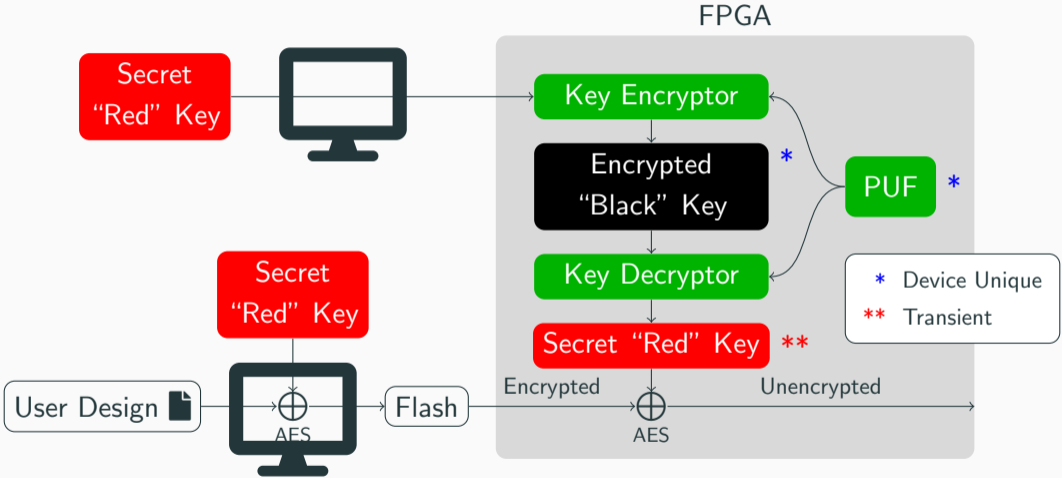 FPGA
Secret
“Red” Key
Key Encryptor
Encrypted
“Black” Key
*
PUF
*
Secret
“Red” Key
Key Decryptor
* Device Unique
** Transient
Secret “Red” Key
**
User Design
AES
Flash
Encrypted
AES
Unencrypted